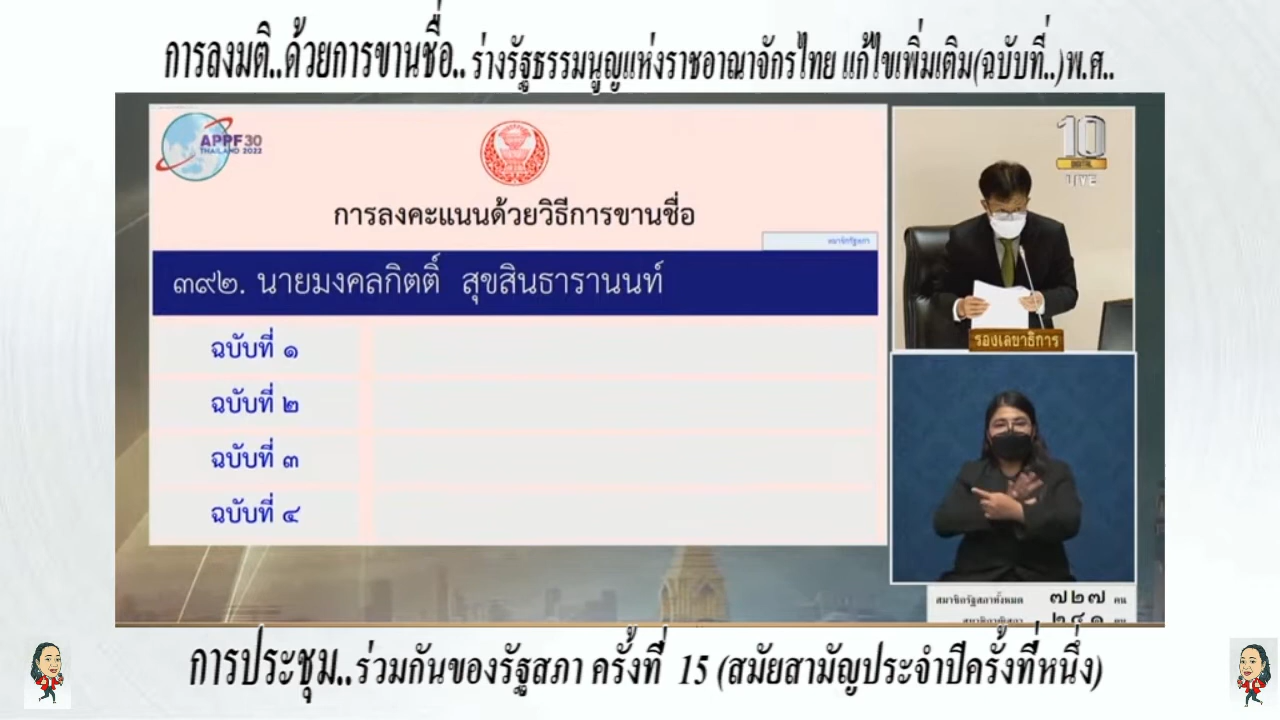 การลงมติ..ด้วยการขานชื่อ.. ร่างรัฐธรรมนูญแห่งราชอาณาจักรไทย แก้ไขเพิ่มเติม(ฉบับที่..)พ.ศ..
APPF30
THAILAND 2022
10
DIGITAL
LIVE
การลงคะแนนด้วยวิธีการขานชื่อ
สมาชิกรัฐสภา
๓๙๒. นายมงคลกิตติ์ สุขสินธารานนท์
ฉบับที่ ๑
ฉบับที่ ๒
ฉบับที่ ๓
ฉบับที่ ๔
รองเลขาธิการ
สมาชิกรัฐสภาทั้งหมด ๗๒๗ คน
การประชุม..ร่วมกันของรัฐสภา ครั้งที่ 15 (สมัยสามัญประจำปีครั้งที่หนึ่ง)